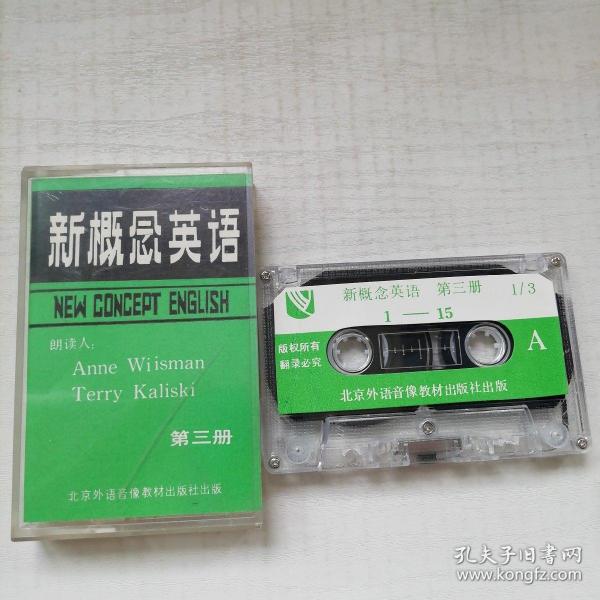 新概念英语
NEW CONCEPT ENGLISH
朗读人：
Anne Wiisman
Terry Kaliski
第三册
北京外语音像教材出版社出版
新概念英语 第三册 1/3
1 — 15
版权所有
翻录必究
A
北京外语音像教材出版社出版
孔夫子旧书网
www.kongfz.com